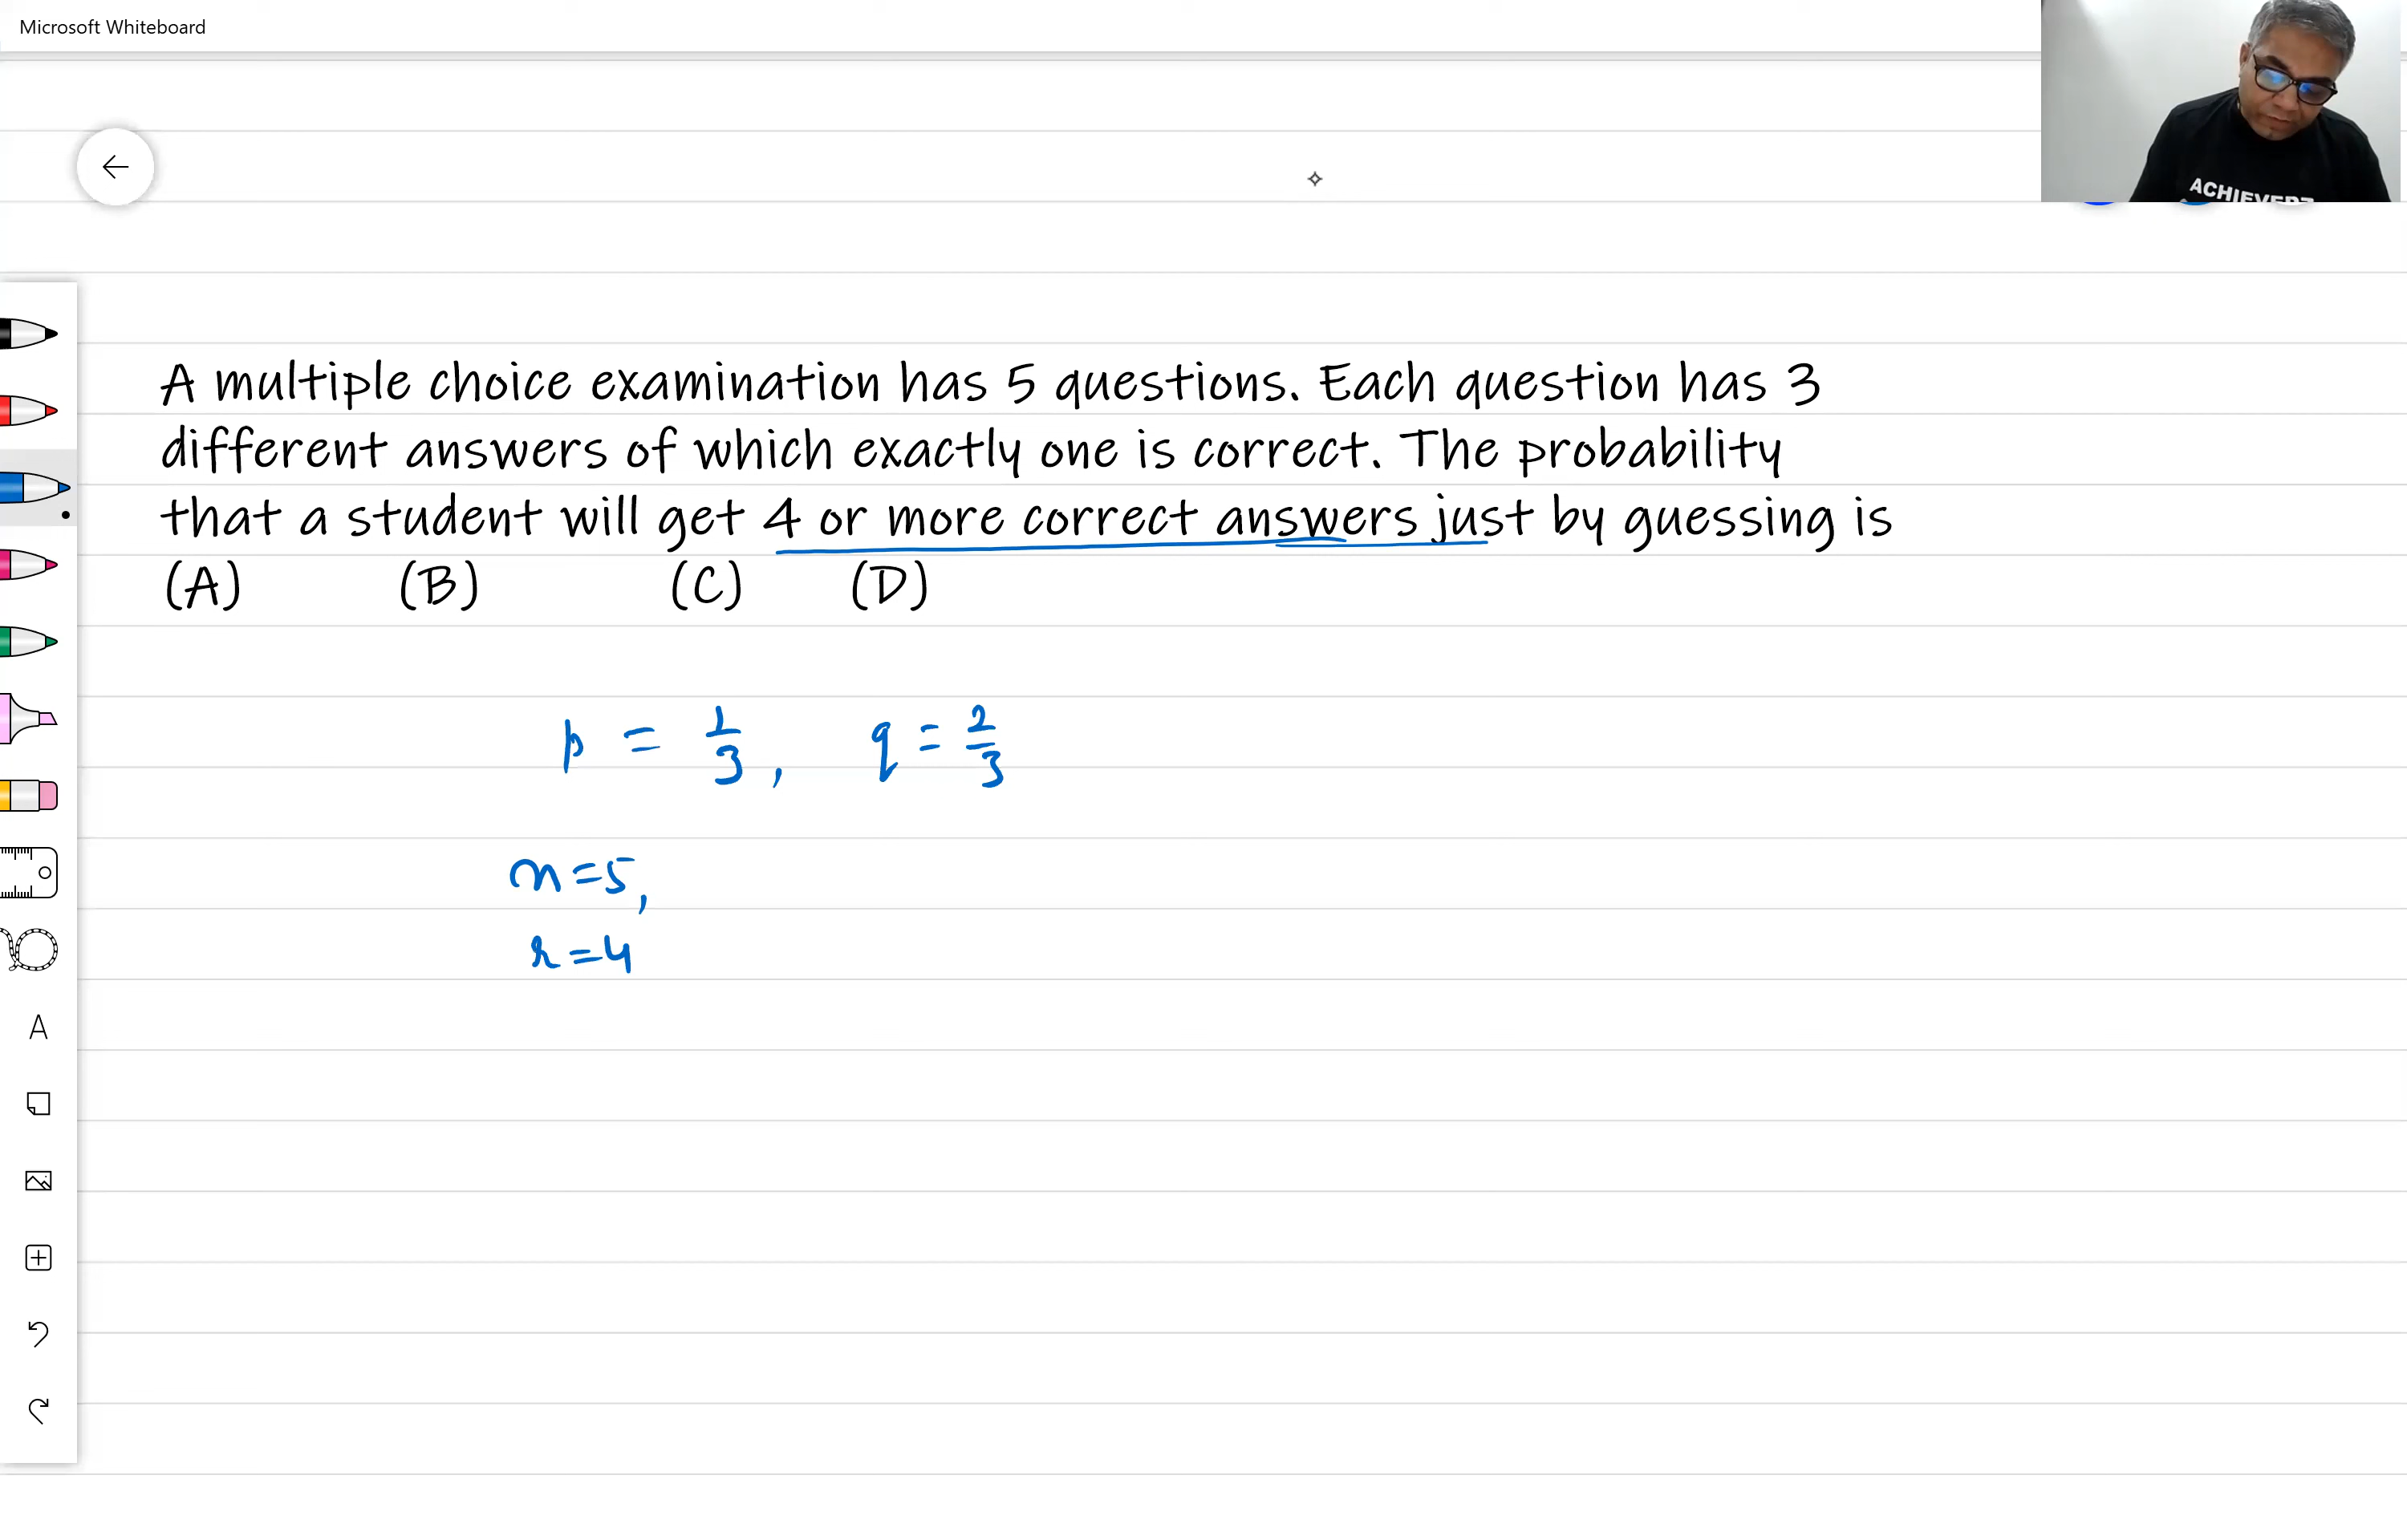 Microsoft Whiteboard
ACHIEVERZ
A multiple choice examination has 5 questions. Each question has 3
different answers of which exactly one is correct. The probability
that a student will get 4 or more correct answers just by guessing is
(A) (B) (C) (D)
p = 1/3, q = 2/3
n = 5,
r = 4
A